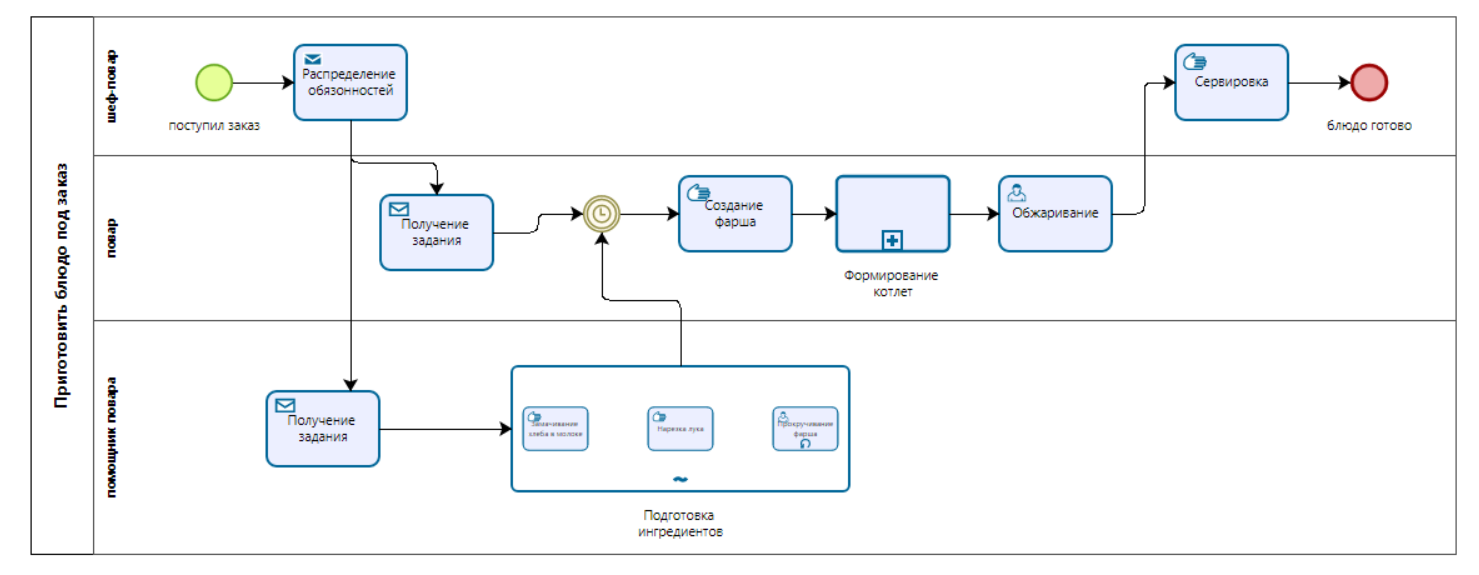 Приготовить блюдо под заказ
шеф-повар
поступил заказ
Распределение
обязонностей
Сервировка
блюдо готово
повар
Получение
задания
Создание
фарша
Формирование
котлет
Обжаривание
помощник повара
Получение
задания
Замачивание
хлеба в молоке
Нарезка лука
Прокручивание
фарша
Подготовка
ингредиентов